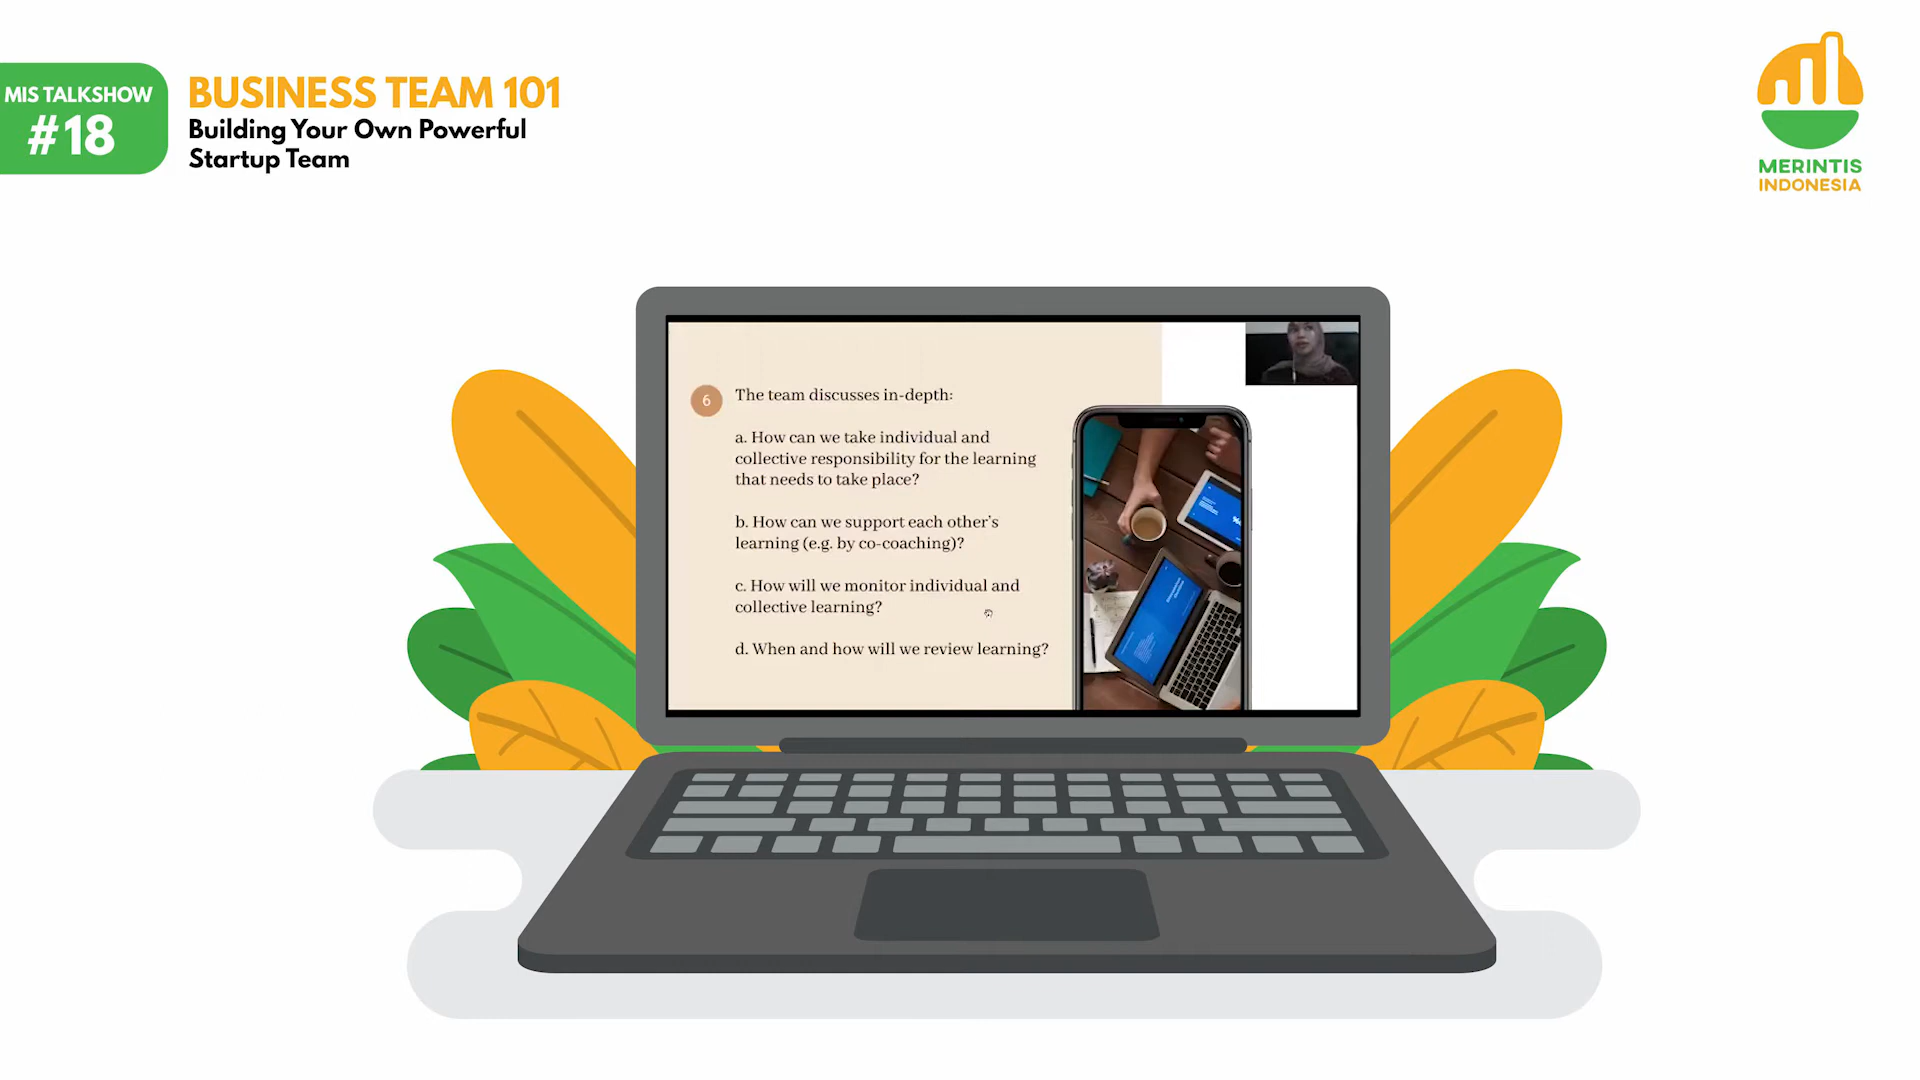 MIS TALKSHOW
#18
BUSINESS TEAM 101
Building Your Own Powerful
Startup Team
MERINTIS
INDONESIA
6
The team discusses in-depth:
a. How can we take individual and
collective responsibility for the learning
that needs to take place?
b. How can we support each other's
learning (e.g. by co-coaching)?
c. How will we monitor individual and
collective learning?
d. When and how will we review learning?